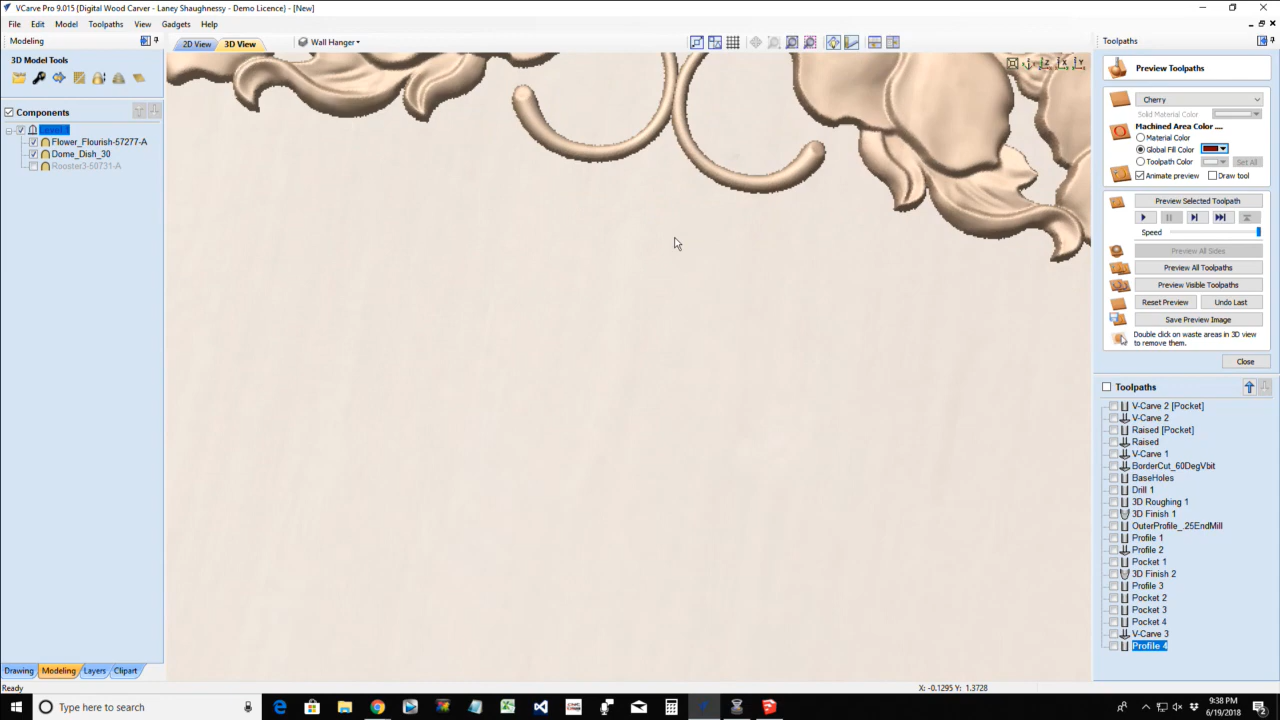 VCarve Pro 9.015 {Digital Wood Carver - Laney Shaughnessy - Demo Licence} - [New]
File Edit Model Toolpaths View Gadgets Help
Modeling
2D View 3D View Wall Hanger
Toolpaths
3D Model Tools
Components
Level 1
Flower_Flourish-57277-A
Dome_Dish_30
Rooster3-50731-A
Preview Toolpaths
Cherry
Solid Material Color
Machined Area Color ....
Material Color
Global Fill Color
Toolpath Color Set All
Animate preview Draw tool
Preview Selected Toolpath
Speed
Preview All Sides
Preview All Toolpaths
Preview Visible Toolpaths
Reset Preview Undo Last
Save Preview Image
Double click on waste areas in 3D view
to remove them.
Close
Toolpaths
V-Carve 2 [Pocket]
V-Carve 2
Raised [Pocket]
Raised
V-Carve 1
BorderCut_60DegVbit
BaseHoles
Drill 1
3D Roughing 1
3D Finish 1
OuterProfile_.25EndMill
Profile 1
Profile 2
Pocket 1
3D Finish 2
Profile 3
Pocket 2
Pocket 3
Pocket 4
V-Carve 3
Profile 4
Drawing Modeling Layers Clipart
Ready
X: -0.1295 Y: 1.3728
Type here to search
9:38 PM
6/19/2018